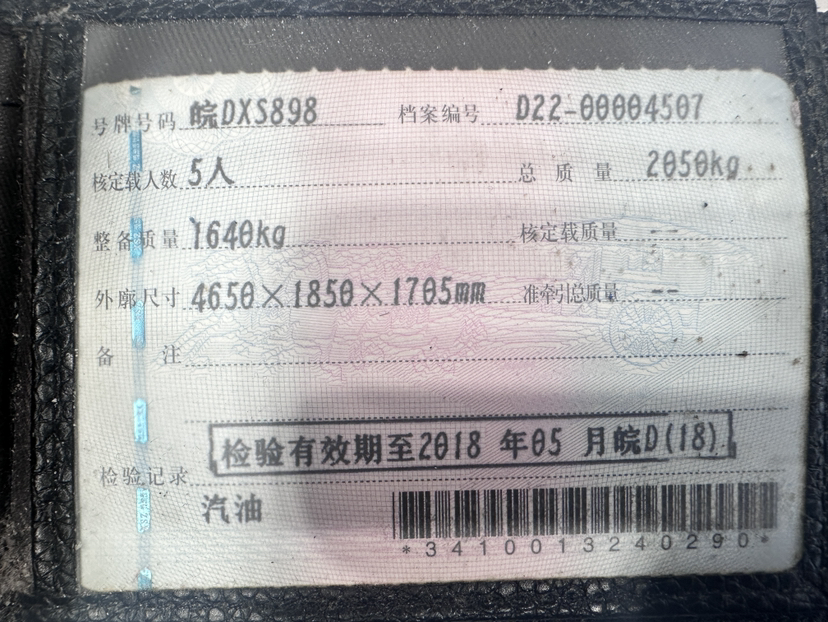 号牌号码 皖DXS898 档案编号 D22-00004507
核定载人数 5人 总质量 2050kg
整备质量 1640kg 核定载质量 --
外廓尺寸 4650×1850×1705mm 准牵引总质量 --
备注
检验有效期至2018 年05 月皖D(18)
检验记录
汽油
*3410013240290*